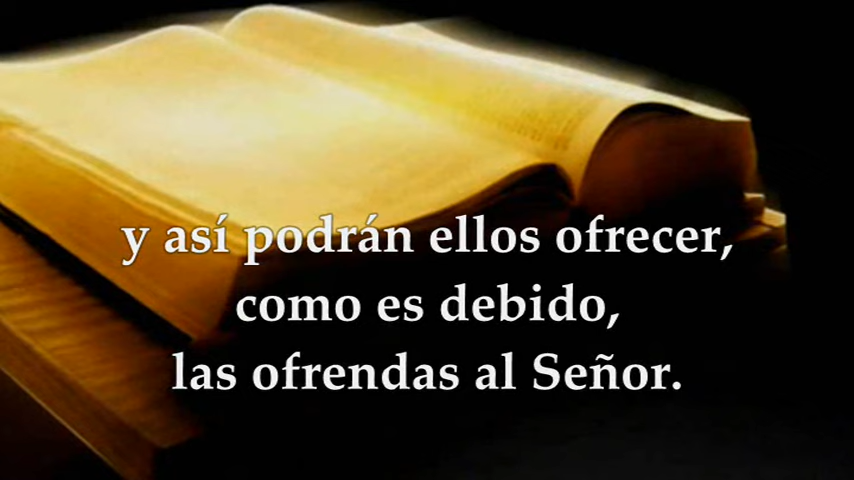 y así podrán ellos ofrecer,
como es debido,
las ofrendas al Señor.